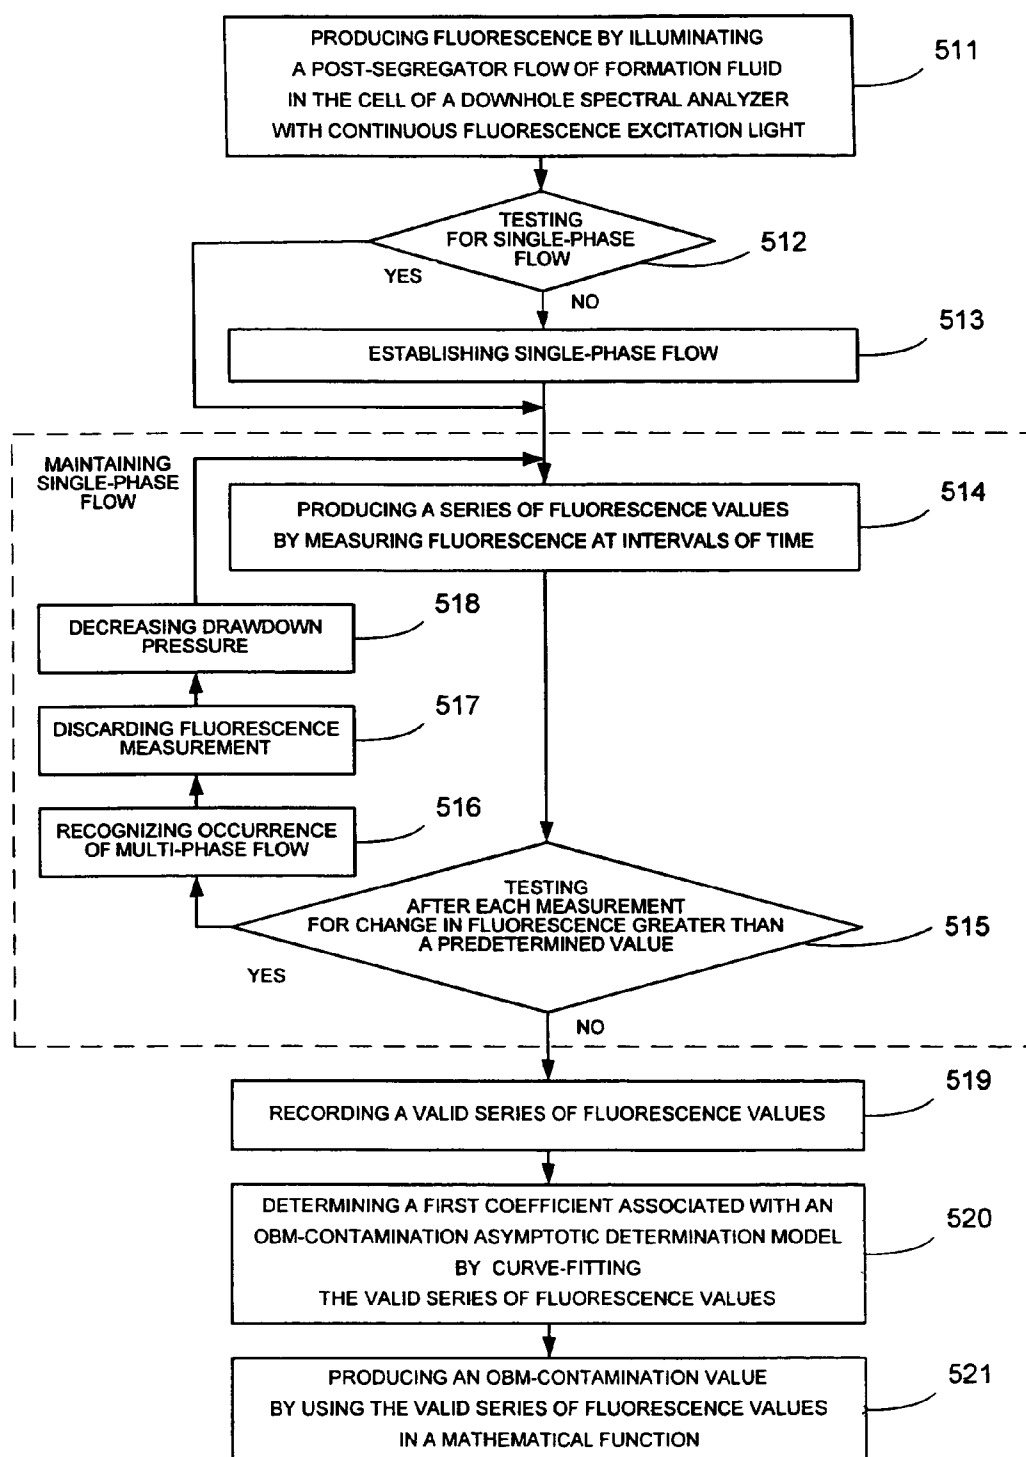 PRODUCING FLUORESCENCE BY ILLUMINATING
A POST-SEGREGATOR FLOW OF FORMATION FLUID
IN THE CELL OF A DOWNHOLE SPECTRAL ANALYZER
WITH CONTINUOUS FLUORESCENCE EXCITATION LIGHT
511
TESTING
FOR SINGLE-PHASE
FLOW
512
YES
NO
513
ESTABLISHING SINGLE-PHASE FLOW
MAINTAINING
SINGLE-PHASE
FLOW
514
PRODUCING A SERIES OF FLUORESCENCE VALUES
BY MEASURING FLUORESCENCE AT INTERVALS OF TIME
518
DECREASING DRAWDOWN
PRESSURE
517
DISCARDING FLUORESCENCE
MEASUREMENT
516
RECOGNIZING OCCURRENCE
OF MULTI-PHASE FLOW
TESTING
AFTER EACH MEASUREMENT
FOR CHANGE IN FLUORESCENCE GREATER THAN
A PREDETERMINED VALUE
515
YES
NO
519
RECORDING A VALID SERIES OF FLUORESCENCE VALUES
DETERMINING A FIRST COEFFICIENT ASSOCIATED WITH AN
OBM-CONTAMINATION ASYMPTOTIC DETERMINATION MODEL
BY CURVE-FITTING
THE VALID SERIES OF FLUORESCENCE VALUES
520
PRODUCING AN OBM-CONTAMINATION VALUE
BY USING THE VALID SERIES OF FLUORESCENCE VALUES
IN A MATHEMATICAL FUNCTION
521